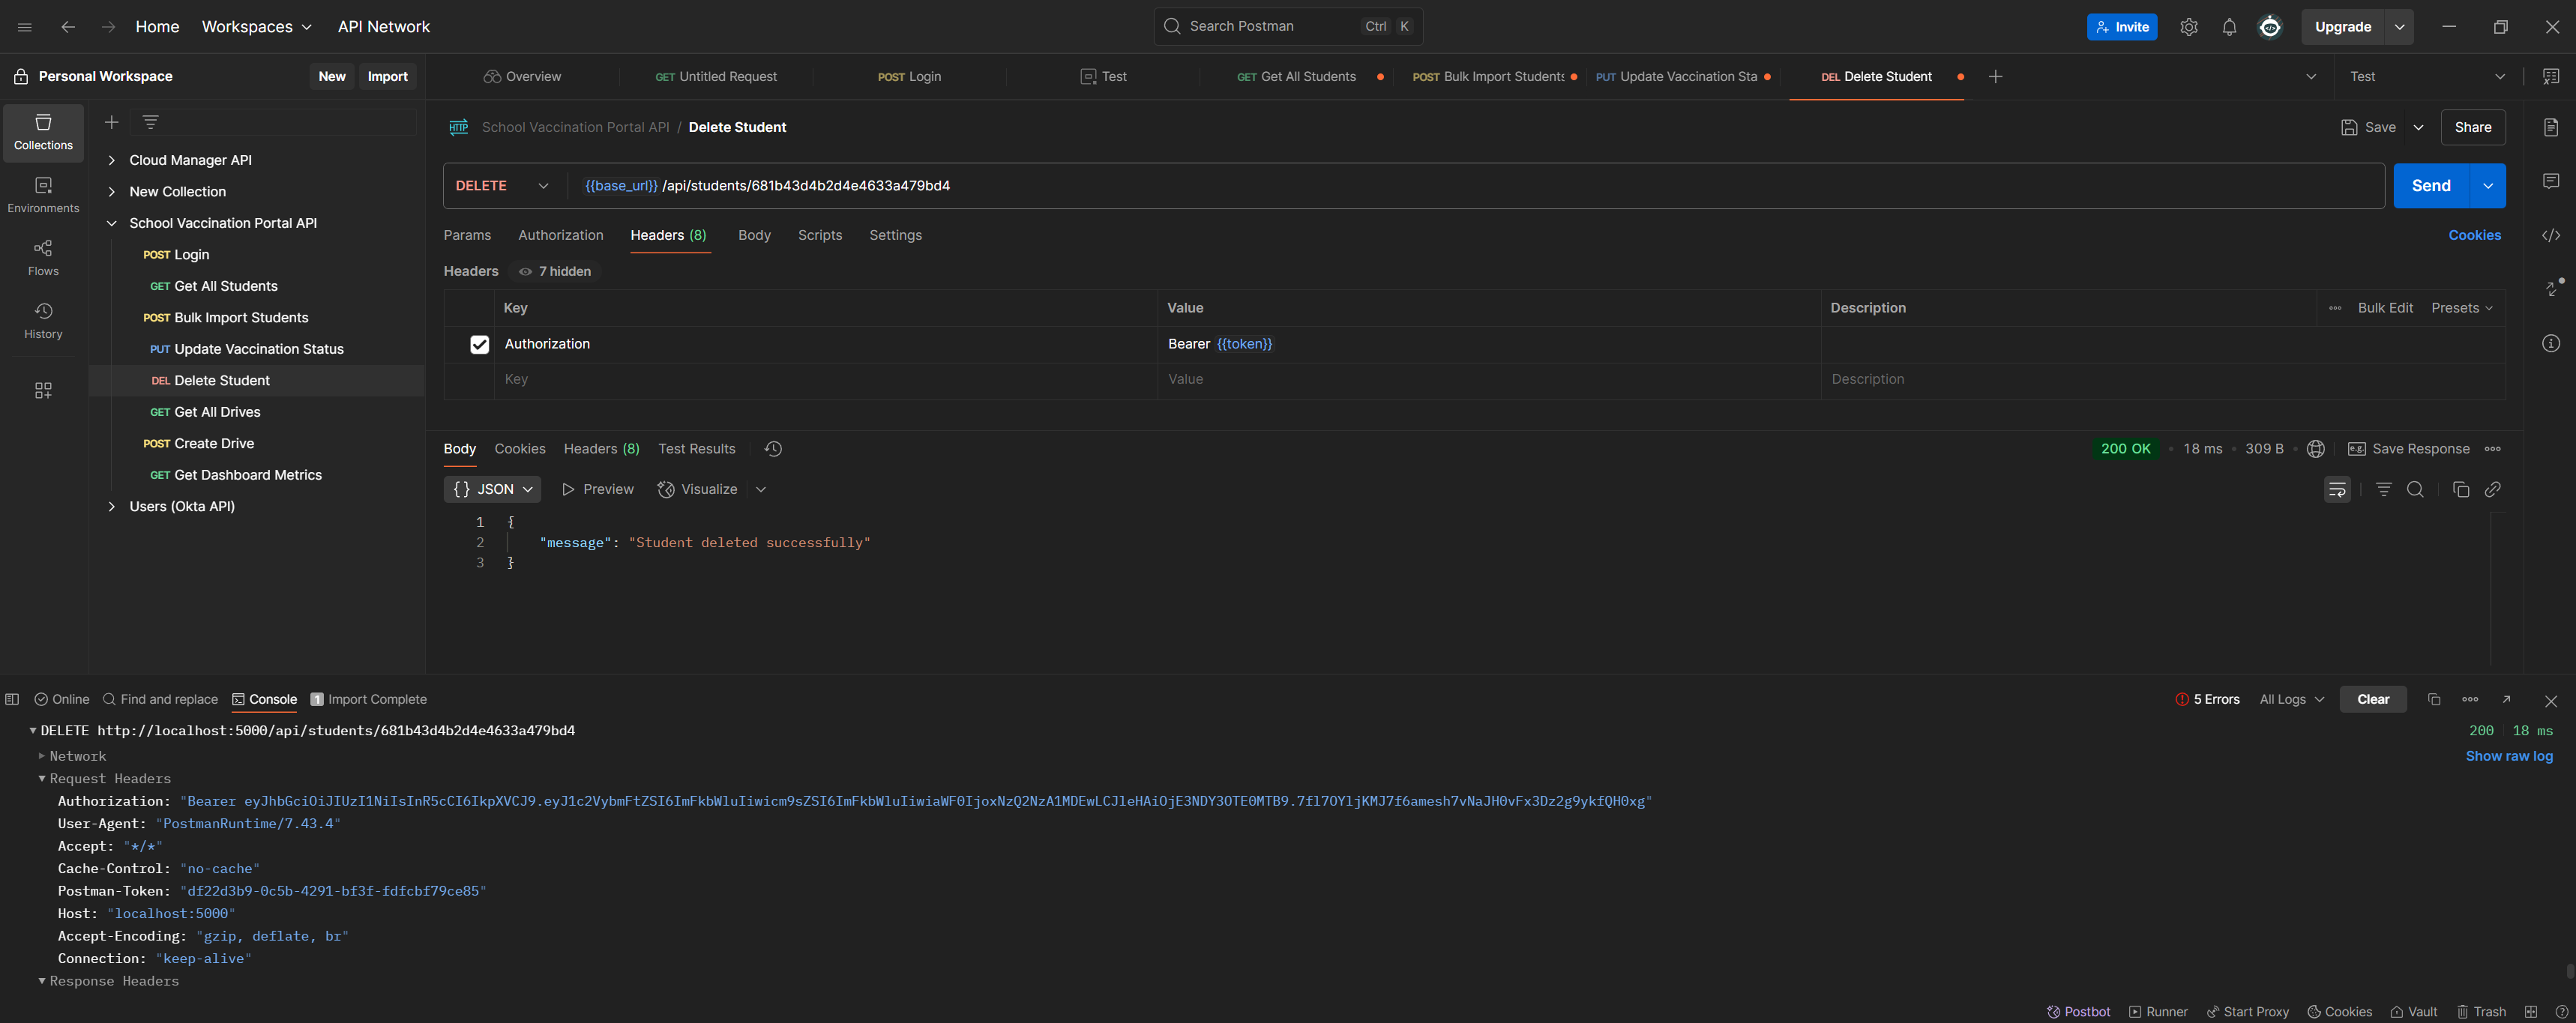 Home Workspaces API Network Search Postman Ctrl K Invite Upgrade
Personal Workspace New Import Overview GET Untitled Request POST Login Test GET Get All Students POST Bulk Import Students PUT Update Vaccination Sta DEL Delete Student Test
Collections
Environments
Flows
History
Cloud Manager API
New Collection
School Vaccination Portal API
POST Login
GET Get All Students
POST Bulk Import Students
PUT Update Vaccination Status
DEL Delete Student
GET Get All Drives
POST Create Drive
GET Get Dashboard Metrics
Users (Okta API)
HTTP School Vaccination Portal API / Delete Student Save Share
DELETE {{base_url}} /api/students/681b43d4b2d4e4633a479bd4 Send
Params Authorization Headers (8) Body Scripts Settings Cookies
Headers 7 hidden
Key Value Description Bulk Edit Presets
Authorization Bearer {{token}}
Key Value Description
Body Cookies Headers (8) Test Results 200 OK 18 ms 309 B e.g. Save Response
{ } JSON Preview Visualize
1 {
2 "message": "Student deleted successfully"
3 }
Online Find and replace Console 1 Import Complete 5 Errors All Logs Clear
DELETE http://localhost:5000/api/students/681b43d4b2d4e4633a479bd4 200 18 ms
Network Show raw log
Request Headers
Authorization: "Bearer eyJhbGciOiJIUzI1NiIsInR5cCI6IkpXVCJ9.eyJ1c2VybmFtZSI6ImFkbWluIiwicm9sZSI6ImFkbWluIiwiaWF0IjoxNzQ2NzA1MDEwLCJleHAiOjE3NDY3OTE0MTB9.7fl7OYljKMJ7f6amesh7vNaJH0vFx3Dz2g9ykfQH0xg"
User-Agent: "PostmanRuntime/7.43.4"
Accept: "*/*"
Cache-Control: "no-cache"
Postman-Token: "df22d3b9-0c5b-4291-bf3f-fdfcbf79ce85"
Host: "localhost:5000"
Accept-Encoding: "gzip, deflate, br"
Connection: "keep-alive"
Response Headers
Postbot Runner Start Proxy Cookies Vault Trash